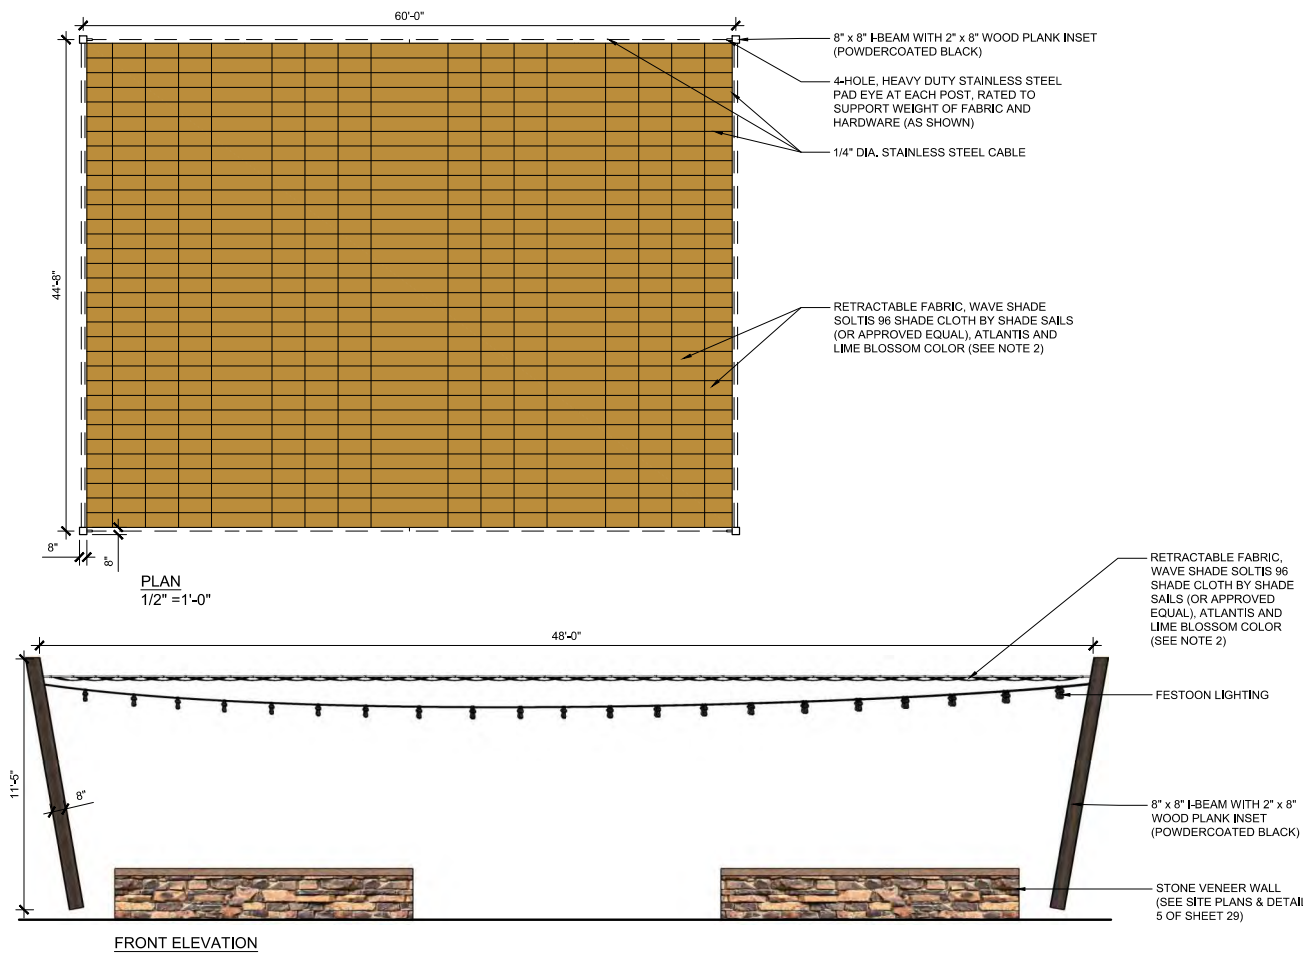 60'-0"
8" x 8" I-BEAM WITH 2" x 8" WOOD PLANK INSET
(POWDERCOATED BLACK)
4-HOLE, HEAVY DUTY STAINLESS STEEL
PAD EYE AT EACH POST, RATED TO
SUPPORT WEIGHT OF FABRIC AND
HARDWARE (AS SHOWN)
1/4" DIA. STAINLESS STEEL CABLE
44'-8"
RETRACTABLE FABRIC, WAVE SHADE
SOLTIS 96 SHADE CLOTH BY SHADE SAILS
(OR APPROVED EQUAL), ATLANTIS AND
LIME BLOSSOM COLOR (SEE NOTE 2)
8"
8"
PLAN
1/2" =1'-0"
RETRACTABLE FABRIC,
WAVE SHADE SOLTIS 96
SHADE CLOTH BY SHADE
SAILS (OR APPROVED
EQUAL), ATLANTIS AND
LIME BLOSSOM COLOR
(SEE NOTE 2)
48'-0"
FESTOON LIGHTING
11'-5"
8"
8" x 8" I-BEAM WITH 2" x 8"
WOOD PLANK INSET
(POWDERCOATED BLACK)
STONE VENEER WALL
(SEE SITE PLANS & DETAIL
5 OF SHEET 29)
FRONT ELEVATION